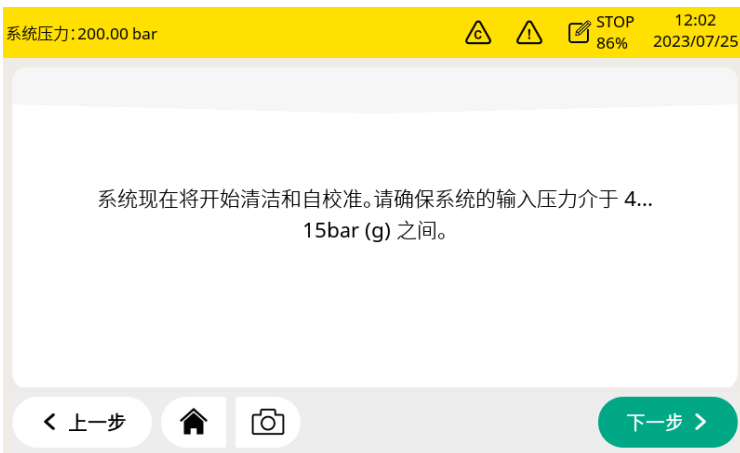 系统压力：200.00 bar
C
!
STOP
86%
12:02
2023/07/25
系统现在将开始清洁和自校准。请确保系统的输入压力介于 4...
15bar (g) 之间。
上一步
下一步